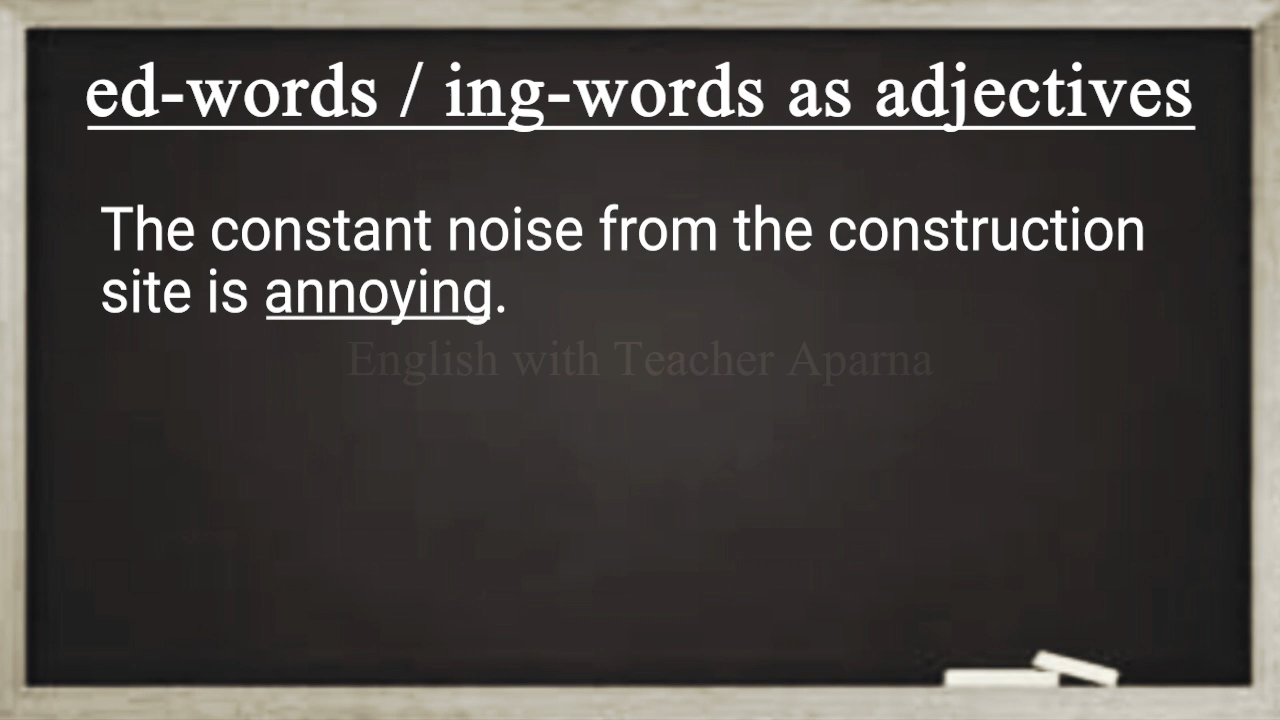 ed-words / ing-words as adjectives
The constant noise from the construction
site is annoying.
English with Teacher Aparna